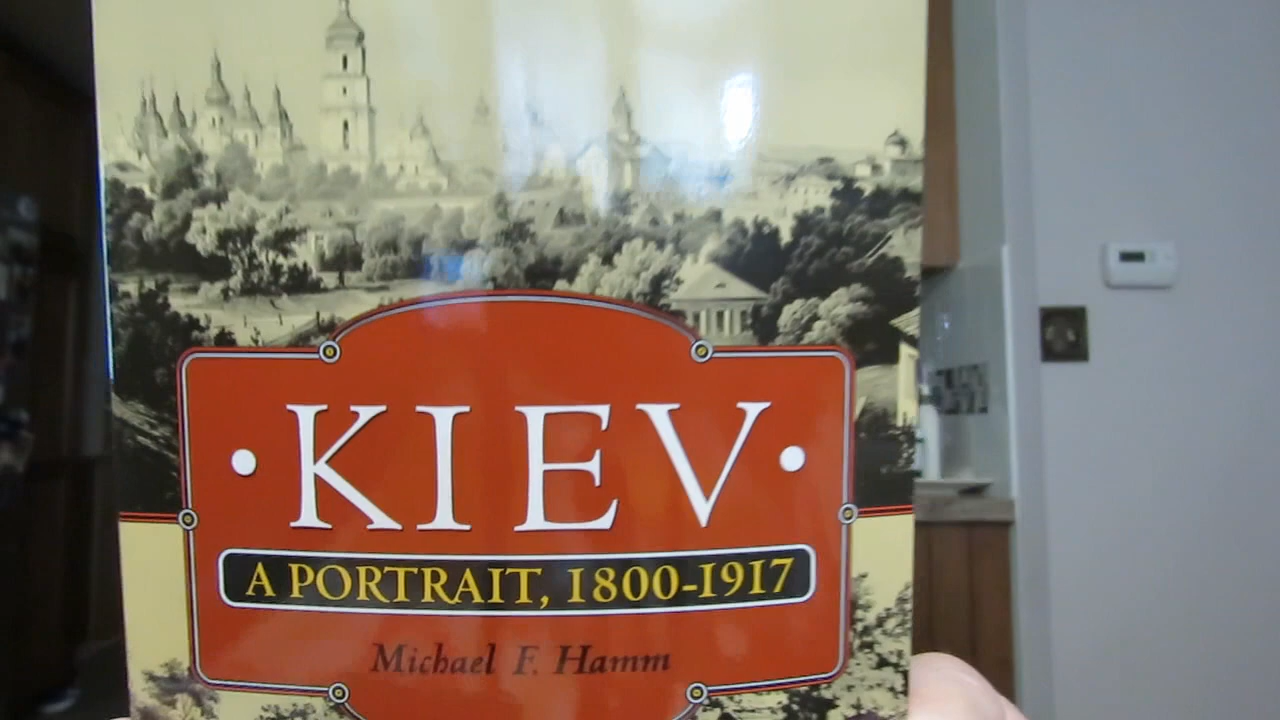 • KIEV •
A PORTRAIT, 1800-1917
Michael F. Hamm